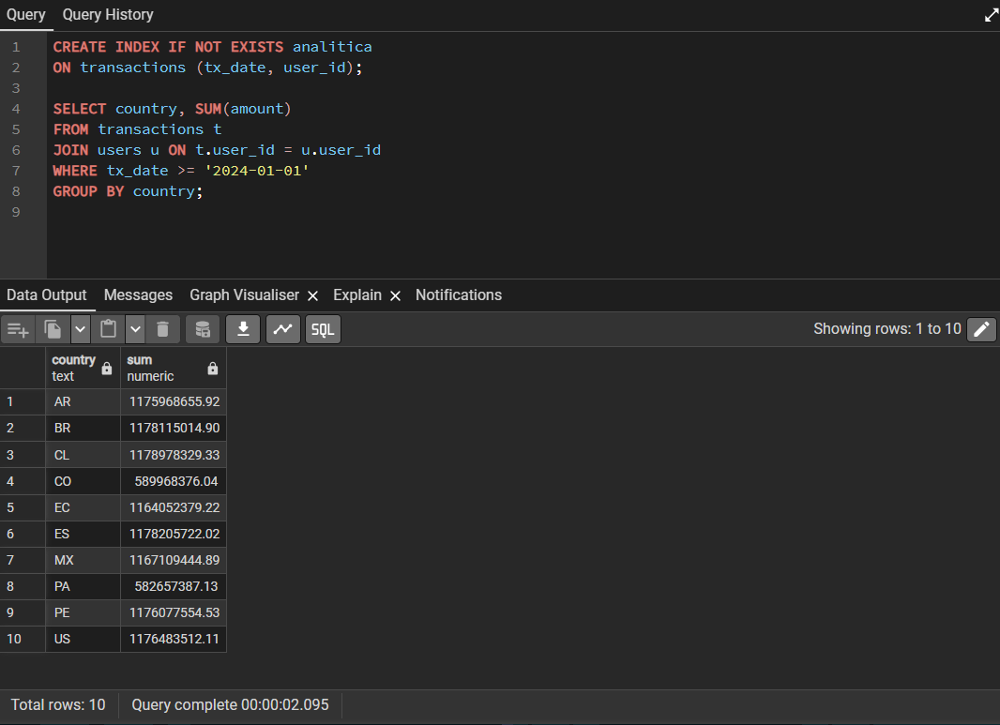 Query Query History
1 CREATE INDEX IF NOT EXISTS analitica
2 ON transactions (tx_date, user_id);
3
4 SELECT country, SUM(amount)
5 FROM transactions t
6 JOIN users u ON t.user_id = u.user_id
7 WHERE tx_date >= '2024-01-01'
8 GROUP BY country;
9
Data Output Messages Graph Visualiser Explain Notifications
SQL Showing rows: 1 to 10
country sum
text numeric
1 AR 1175968655.92
2 BR 1178115014.90
3 CL 1178978329.33
4 CO 589968376.04
5 EC 1164052379.22
6 ES 1178205722.02
7 MX 1167109444.89
8 PA 582657387.13
9 PE 1176077554.53
10 US 1176483512.11
Total rows: 10 Query complete 00:00:02.095